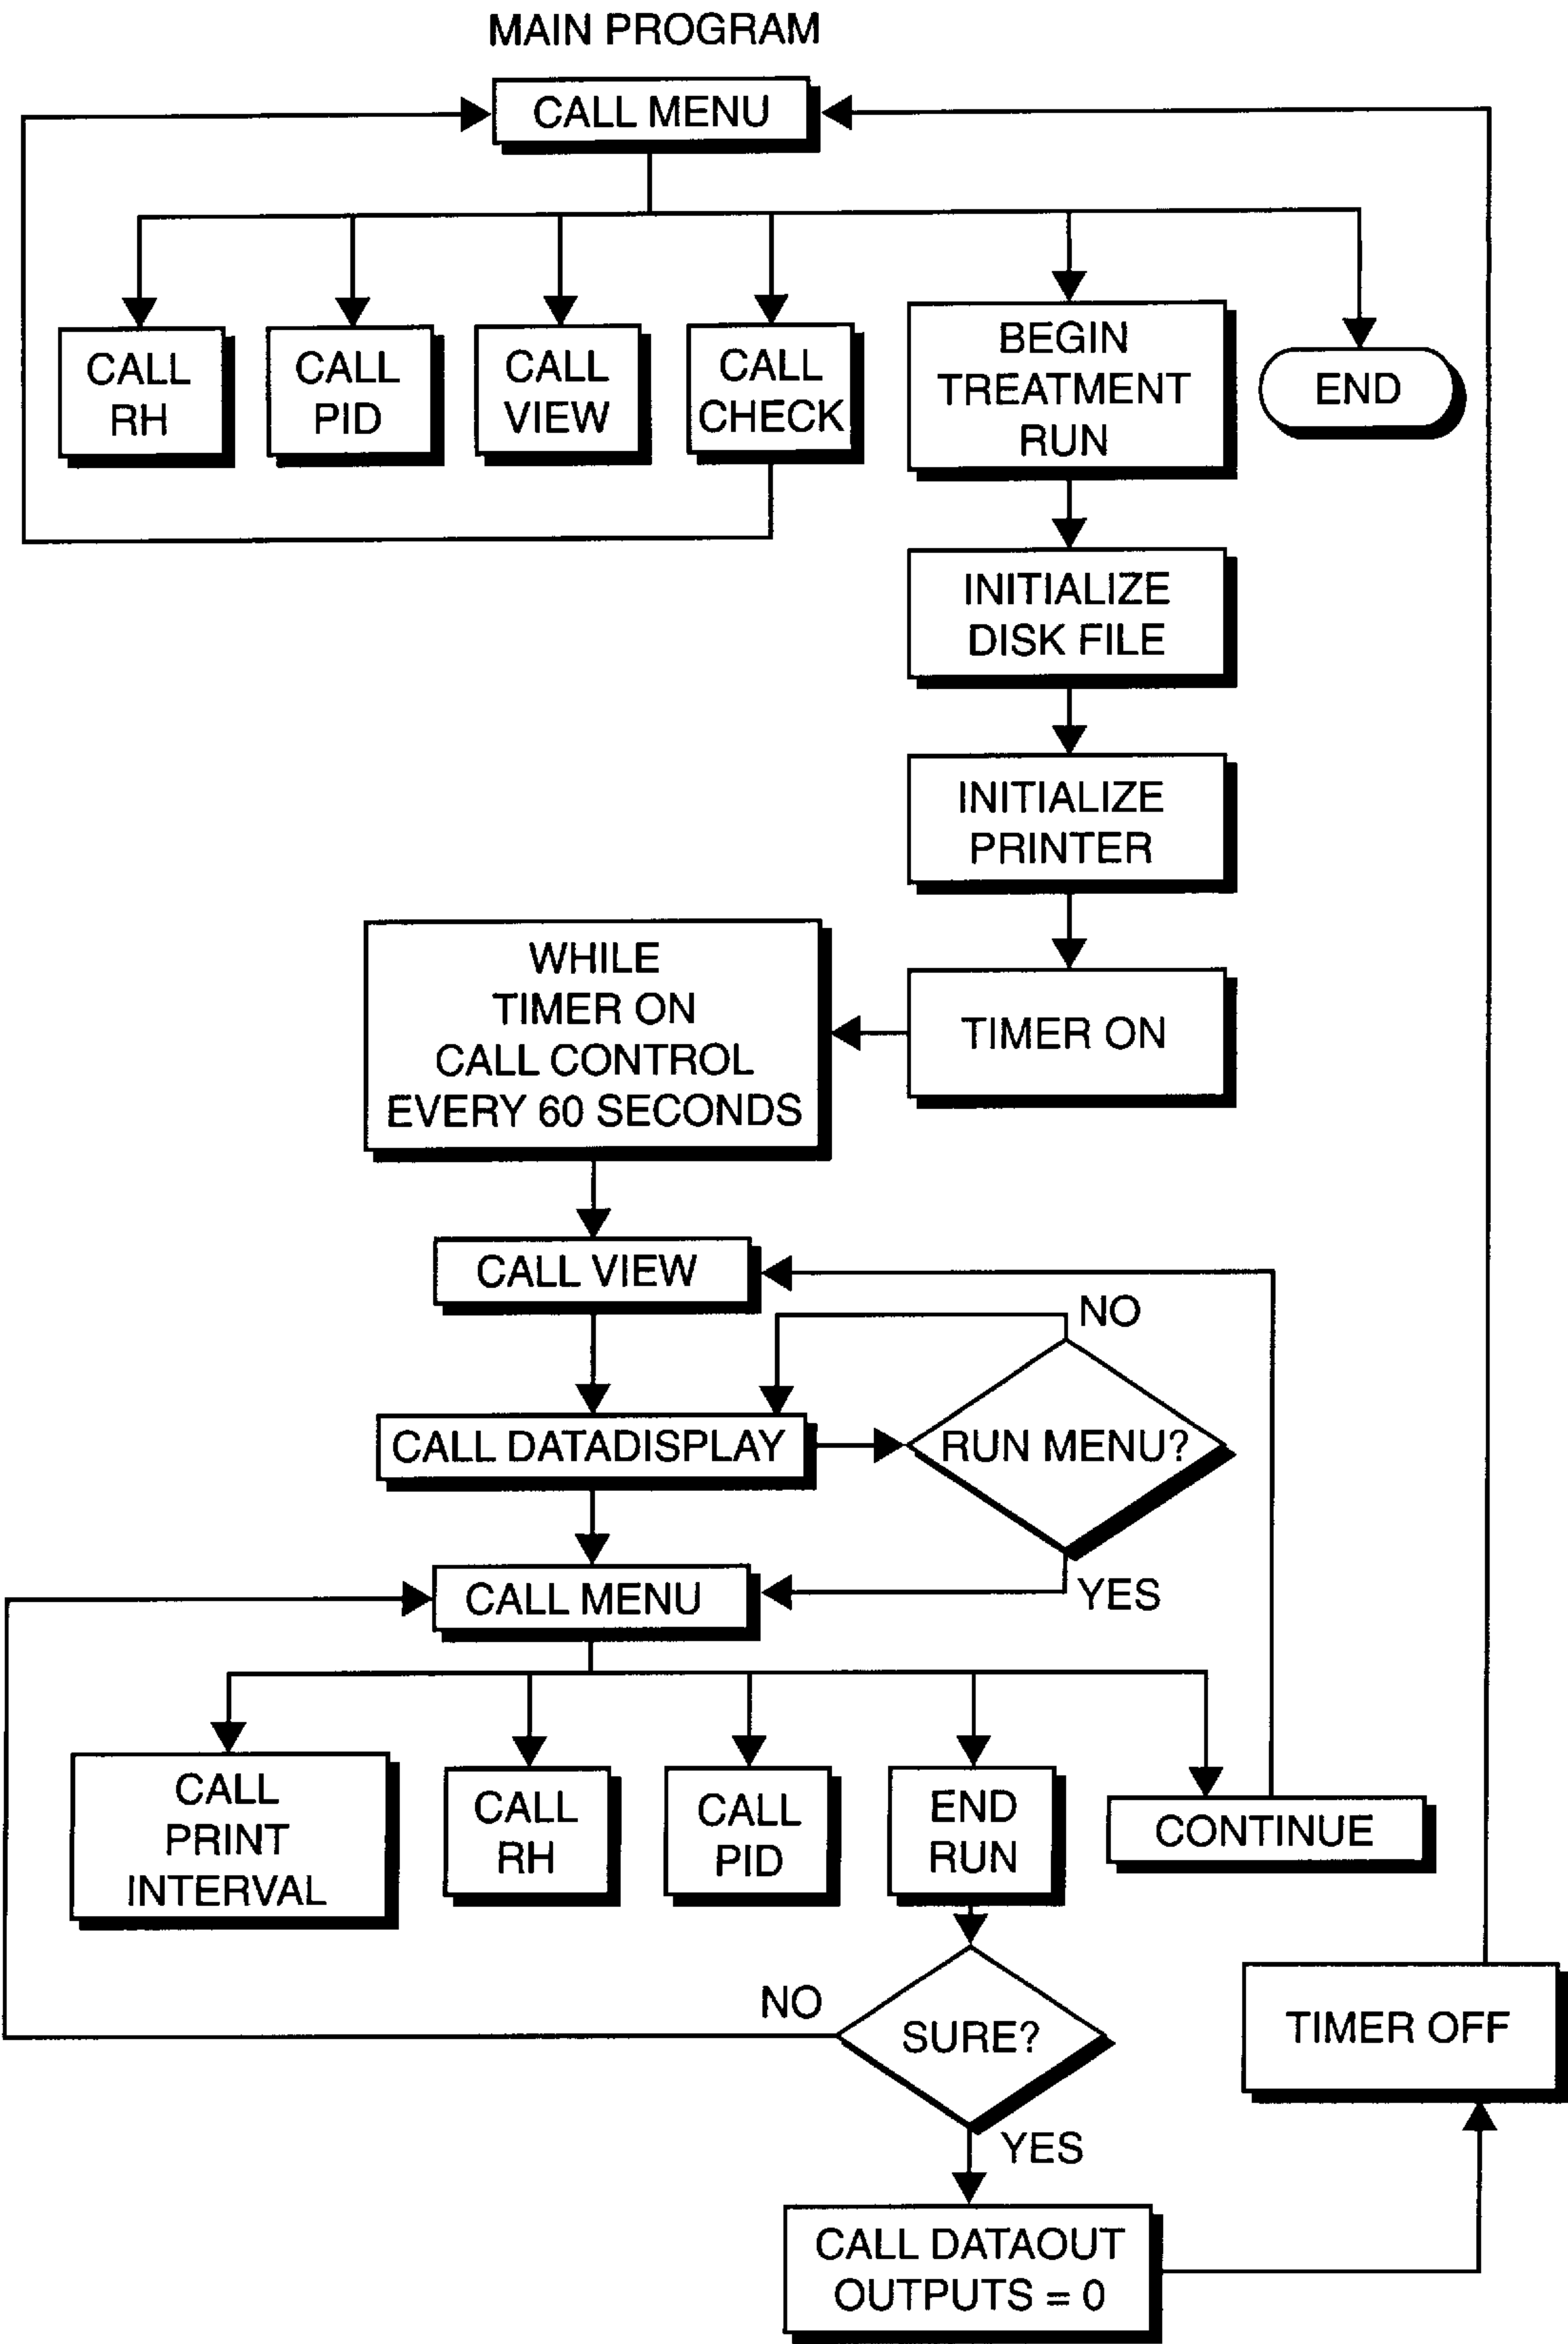 MAIN PROGRAM
CALL MENU
CALL
RH
CALL
PID
CALL
VIEW
CALL
CHECK
BEGIN
TREATMENT
RUN
END
INITIALIZE
DISK FILE
INITIALIZE
PRINTER
WHILE
TIMER ON
CALL CONTROL
EVERY 60 SECONDS
TIMER ON
CALL VIEW
NO
CALL DATADISPLAY
RUN MENU?
CALL MENU
YES
CALL
PRINT
INTERVAL
CALL
RH
CALL
PID
END
RUN
CONTINUE
NO
SURE?
TIMER OFF
YES
CALL DATAOUT
OUTPUTS = 0